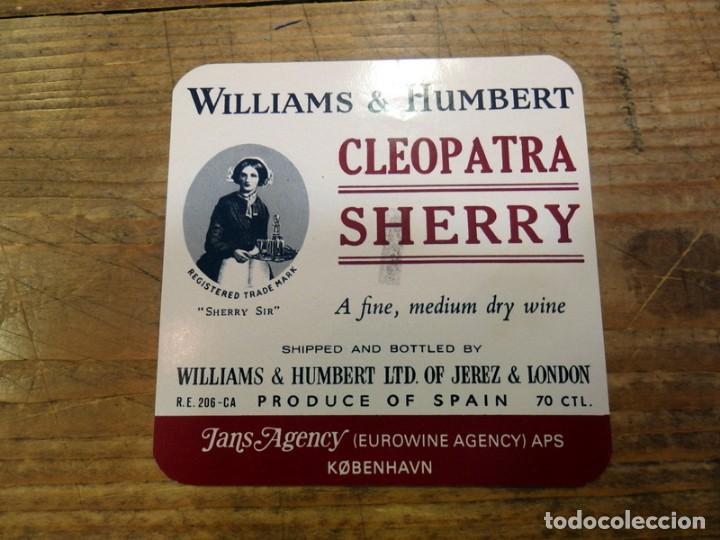 WILLIAMS & HUMBERT
CLEOPATRA
SHERRY
REGISTERED TRADE MARK
"SHERRY SIR"
A fine, medium dry wine
SHIPPED AND BOTTLED BY
WILLIAMS & HUMBERT LTD. OF JEREZ & LONDON
R.E. 206-CA PRODUCE OF SPAIN 70 CTL.
Jans Agency (EUROWINE AGENCY) APS
KØBENHAVN
todocoleccion